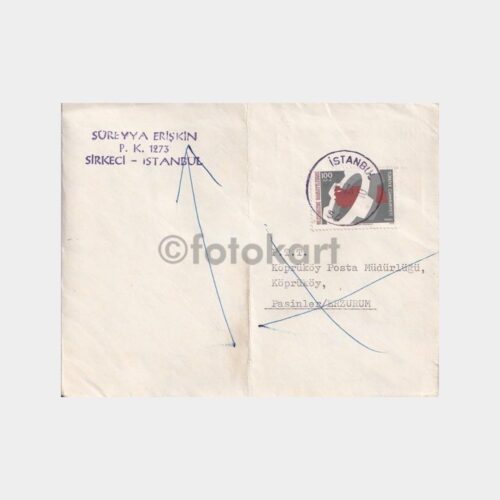 SÜREYYA ERİŞKİN
P. K. 1273
SİRKECİ - İSTANBUL
İSTANBUL
100
©fotokart
P.T.T.
Köprüköy Posta Müdürlüğü,
Köprüköy,
Pasinler/ERZURUM